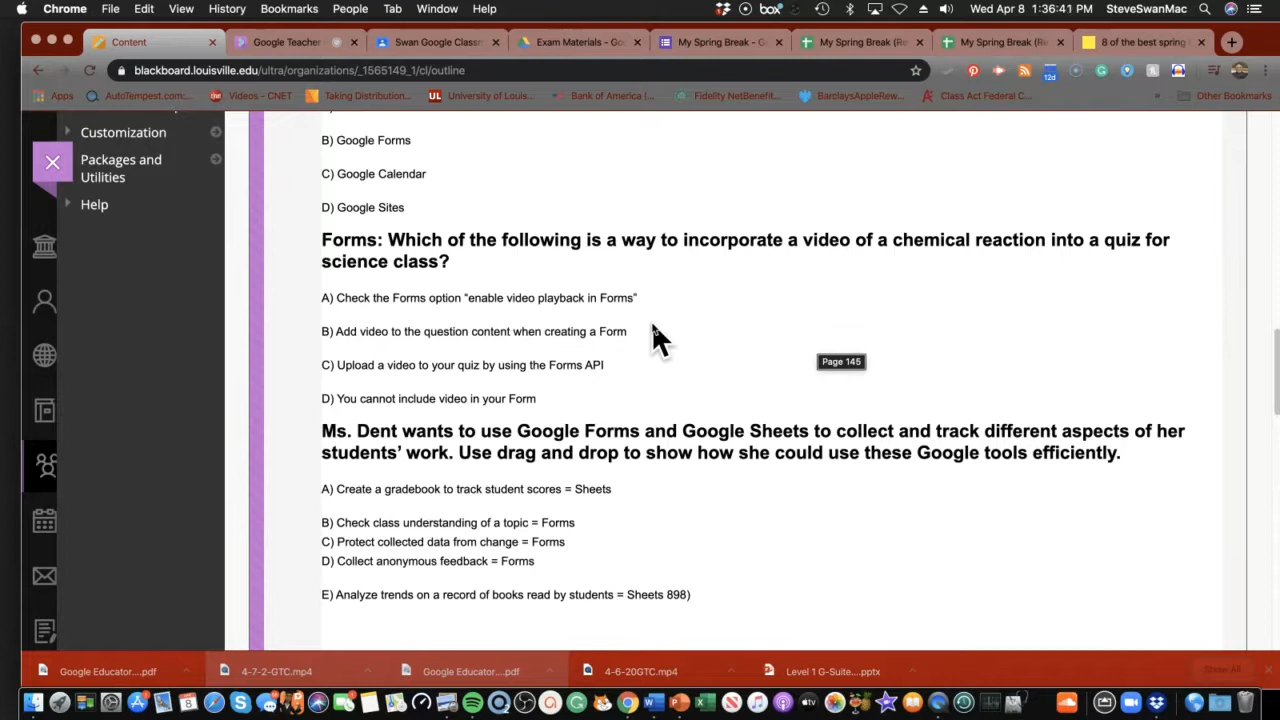 Chrome File Edit View History Bookmarks People Tab Window Help box Wed Apr 8 1:36:41 PM SteveSwanMac
Content Google Teacher Swan Google Class Exam Materials - Go My Spring Break - G My Spring Break (Re My Spring Break (Re 8 of the best spring
blackboard.louisville.edu/ultra/organizations/_1565149_1/cl/outline
Apps AutoTempest.com:... Videos - CNET Taking Distribution... University of Louis... Bank of America |... Fidelity NetBenefit... BarclaysAppleRew... Class Act Federal C... Other Bookmarks
Customization
Packages and
Utilities
Help
B) Google Forms
C) Google Calendar
D) Google Sites
Forms: Which of the following is a way to incorporate a video of a chemical reaction into a quiz for
science class?
A) Check the Forms option “enable video playback in Forms”
B) Add video to the question content when creating a Form
Page 145
C) Upload a video to your quiz by using the Forms API
D) You cannot include video in your Form
Ms. Dent wants to use Google Forms and Google Sheets to collect and track different aspects of her
students’ work. Use drag and drop to show how she could use these Google tools efficiently.
A) Create a gradebook to track student scores = Sheets
B) Check class understanding of a topic = Forms
C) Protect collected data from change = Forms
D) Collect anonymous feedback = Forms
E) Analyze trends on a record of books read by students = Sheets 898)
Google Educator....pdf 4-7-2-GTC.mp4 Google Educator....pdf 4-6-20GTC.mp4 Level 1 G-Suite....pptx Show All